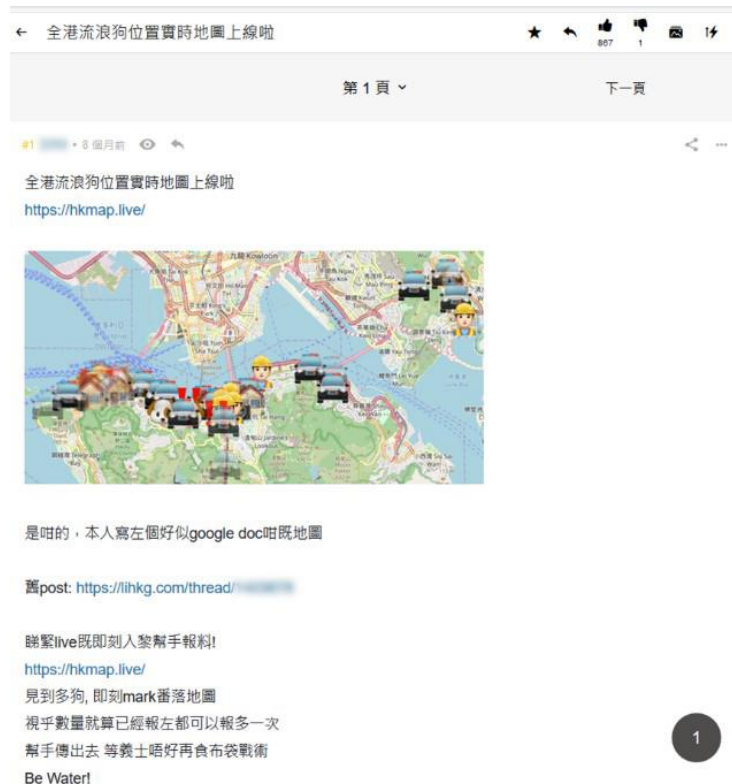 全港流浪狗位置實時地圖上線啦
867
1
第 1 頁
下一頁
#1
• 8 個月前
全港流浪狗位置實時地圖上線啦
https://hkmap.live/
九龍 Kowloon
是咁的，本人寫左個好似google doc咁既地圖
舊post: https://lihkg.com/thread/
睇緊live既即刻入黎幫手報料!
https://hkmap.live/
見到多狗, 即刻mark番落地圖
視乎數量就算已經報左都可以報多一次
幫手傳出去 等義士唔好再食布袋戰術
Be Water!
1